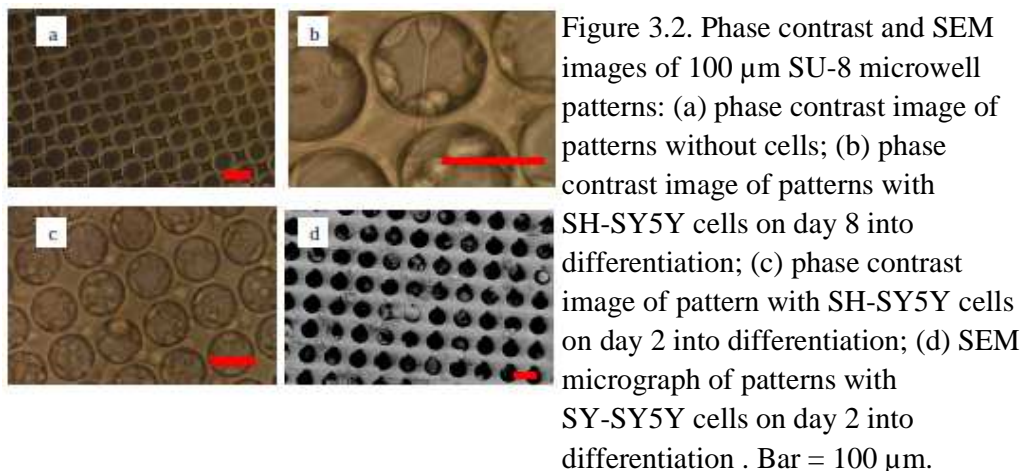 a
b
c
d
Figure 3.2. Phase contrast and SEM
images of 100 µm SU-8 microwell
patterns: (a) phase contrast image of
patterns without cells; (b) phase
contrast image of patterns with
SH-SY5Y cells on day 8 into
differentiation; (c) phase contrast
image of pattern with SH-SY5Y cells
on day 2 into differentiation; (d) SEM
micrograph of patterns with
SY-SY5Y cells on day 2 into
differentiation . Bar = 100 µm.